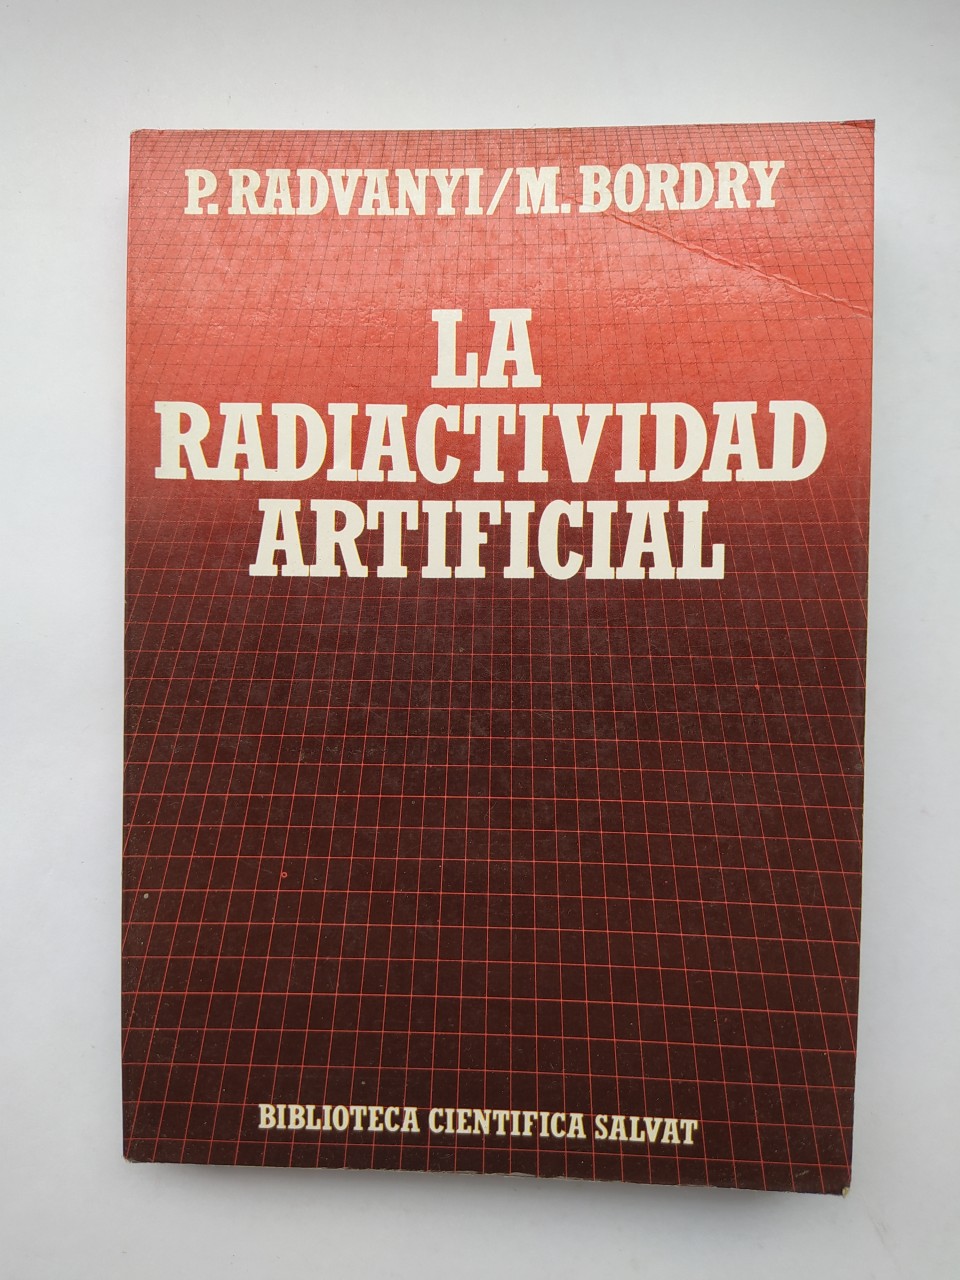 P. RADVANYI/M. BORDRY
LA
RADIACTIVIDAD
ARTIFICIAL
BIBLIOTECA CIENTIFICA SALVAT